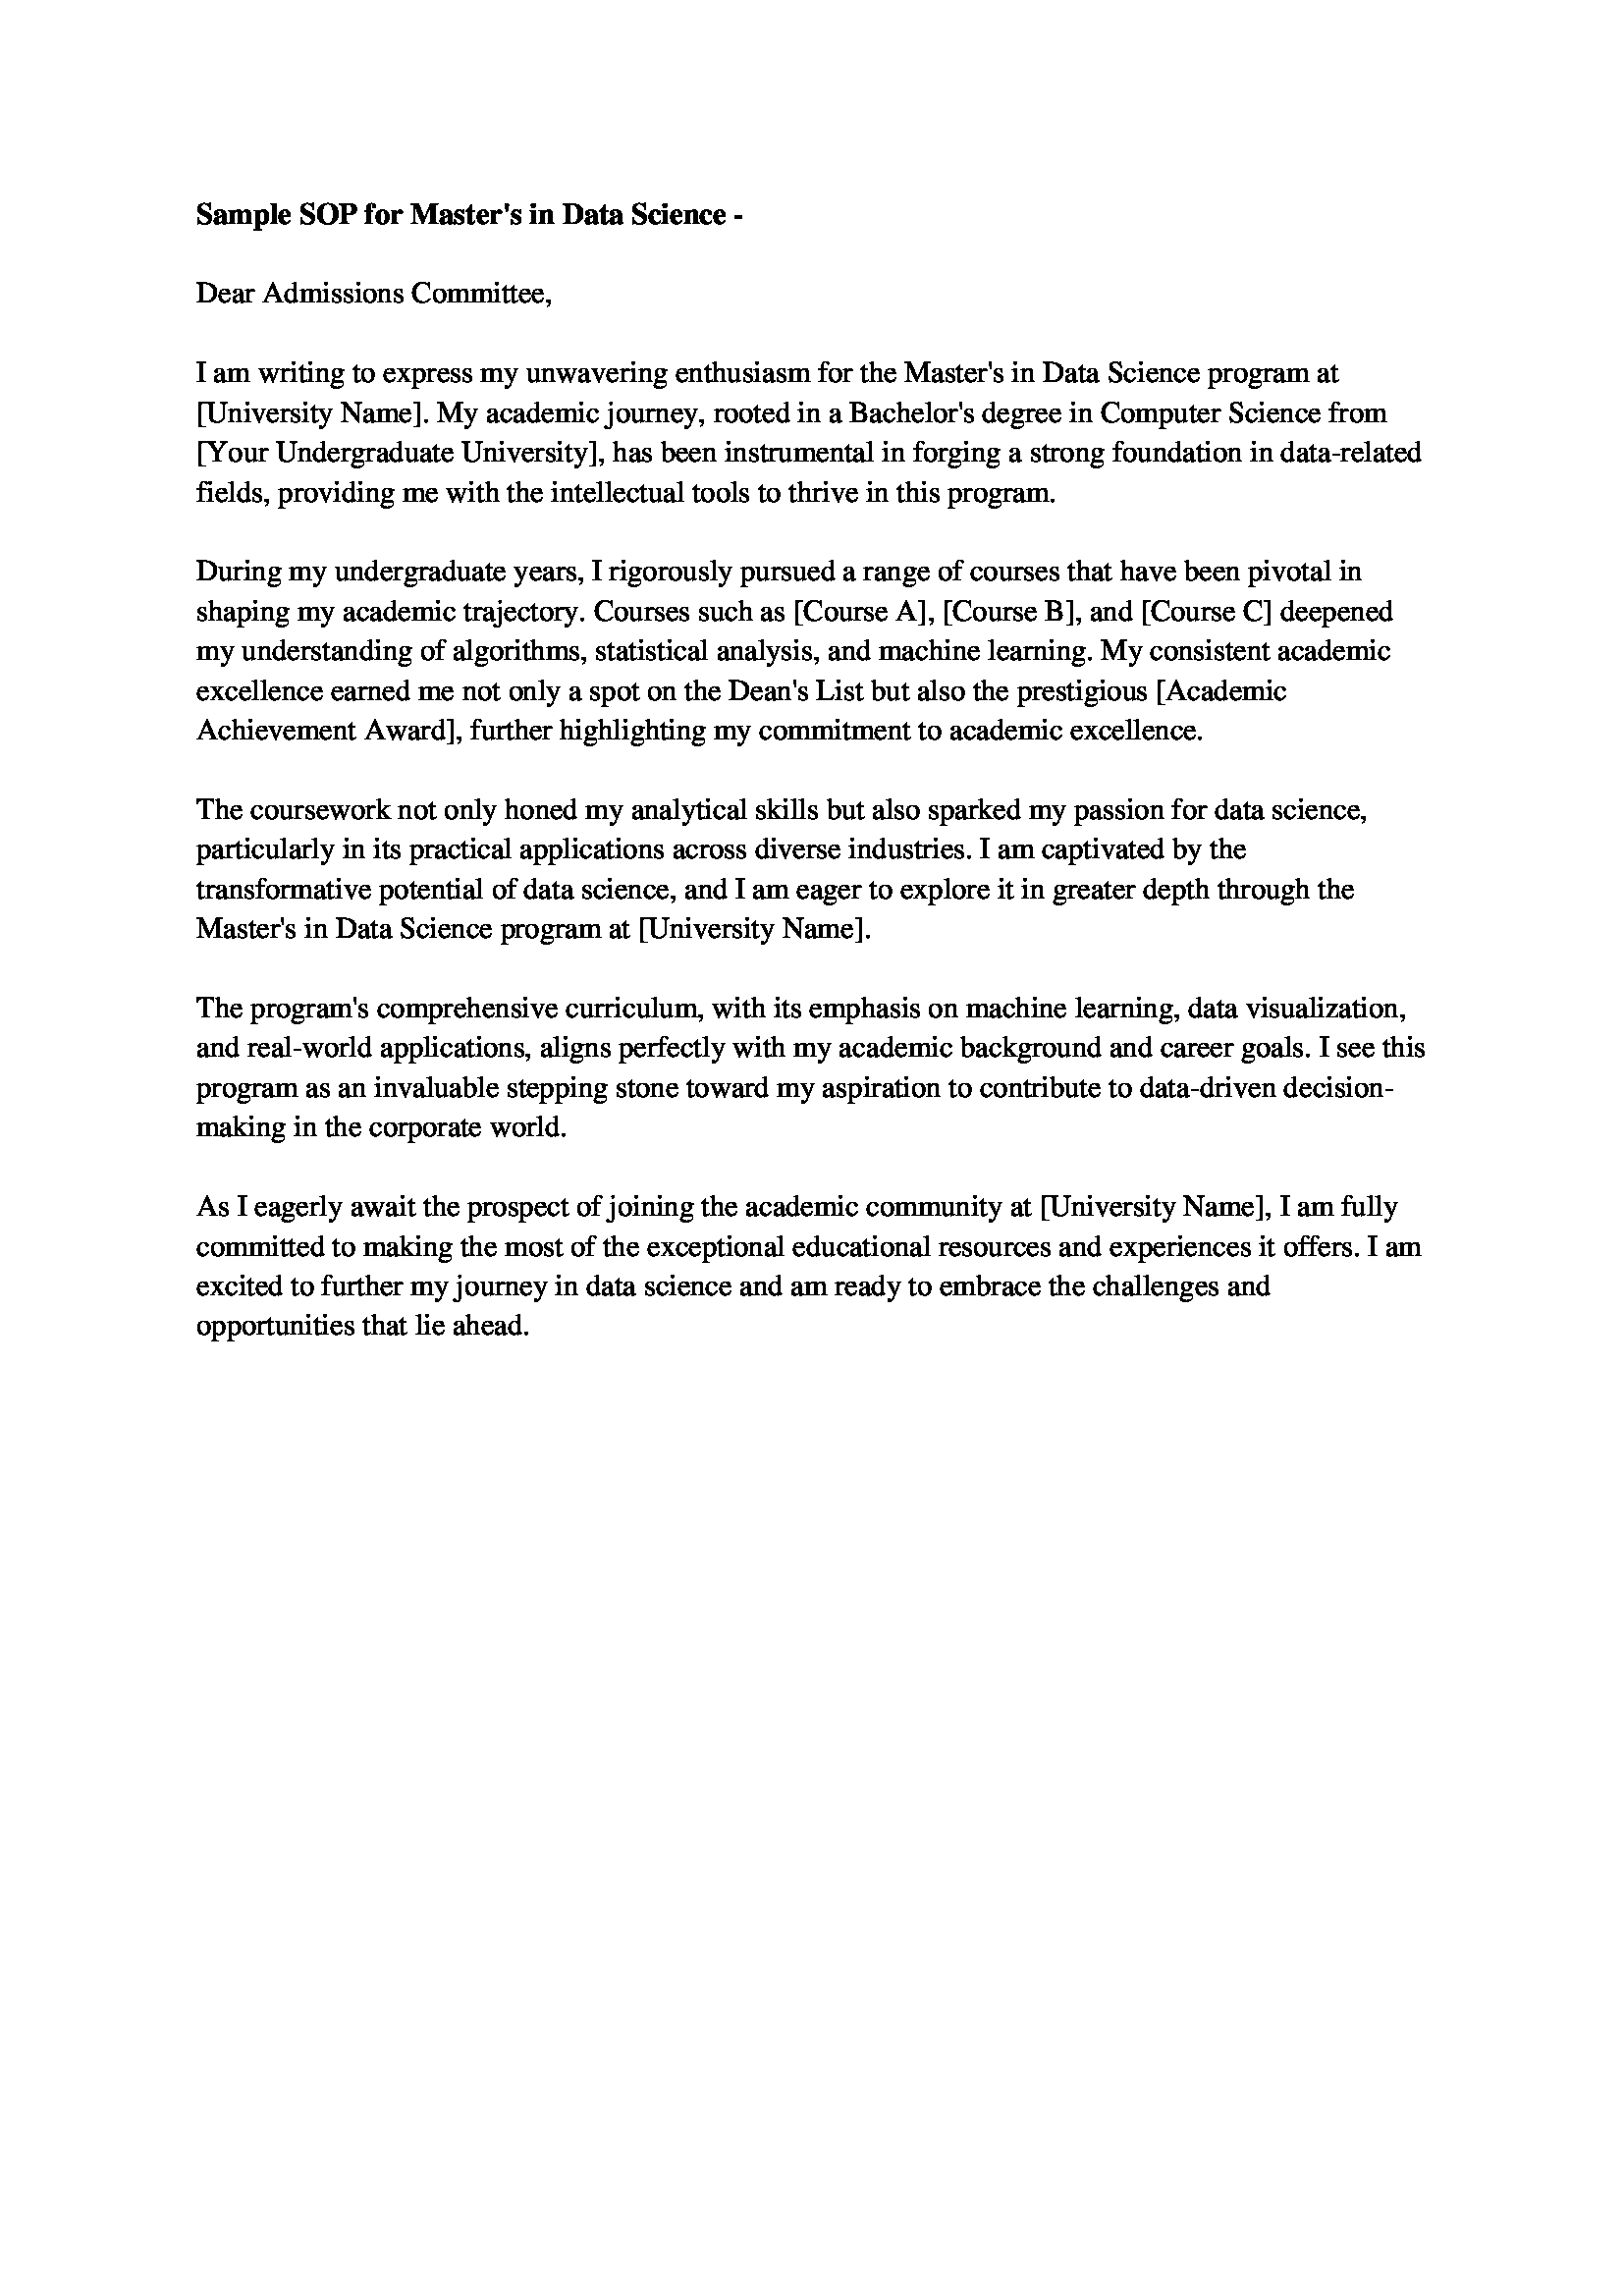 Sample SOP for Master's in Data Science -
Dear Admissions Committee,
I am writing to express my unwavering enthusiasm for the Master's in Data Science program at
[University Name]. My academic journey, rooted in a Bachelor's degree in Computer Science from
[Your Undergraduate University], has been instrumental in forging a strong foundation in data-related
fields, providing me with the intellectual tools to thrive in this program.
During my undergraduate years, I rigorously pursued a range of courses that have been pivotal in
shaping my academic trajectory. Courses such as [Course A], [Course B], and [Course C] deepened
my understanding of algorithms, statistical analysis, and machine learning. My consistent academic
excellence earned me not only a spot on the Dean's List but also the prestigious [Academic
Achievement Award], further highlighting my commitment to academic excellence.
The coursework not only honed my analytical skills but also sparked my passion for data science,
particularly in its practical applications across diverse industries. I am captivated by the
transformative potential of data science, and I am eager to explore it in greater depth through the
Master's in Data Science program at [University Name].
The program's comprehensive curriculum, with its emphasis on machine learning, data visualization,
and real-world applications, aligns perfectly with my academic background and career goals. I see this
program as an invaluable stepping stone toward my aspiration to contribute to data-driven decision-
making in the corporate world.
As I eagerly await the prospect of joining the academic community at [University Name], I am fully
committed to making the most of the exceptional educational resources and experiences it offers. I am
excited to further my journey in data science and am ready to embrace the challenges and
opportunities that lie ahead.